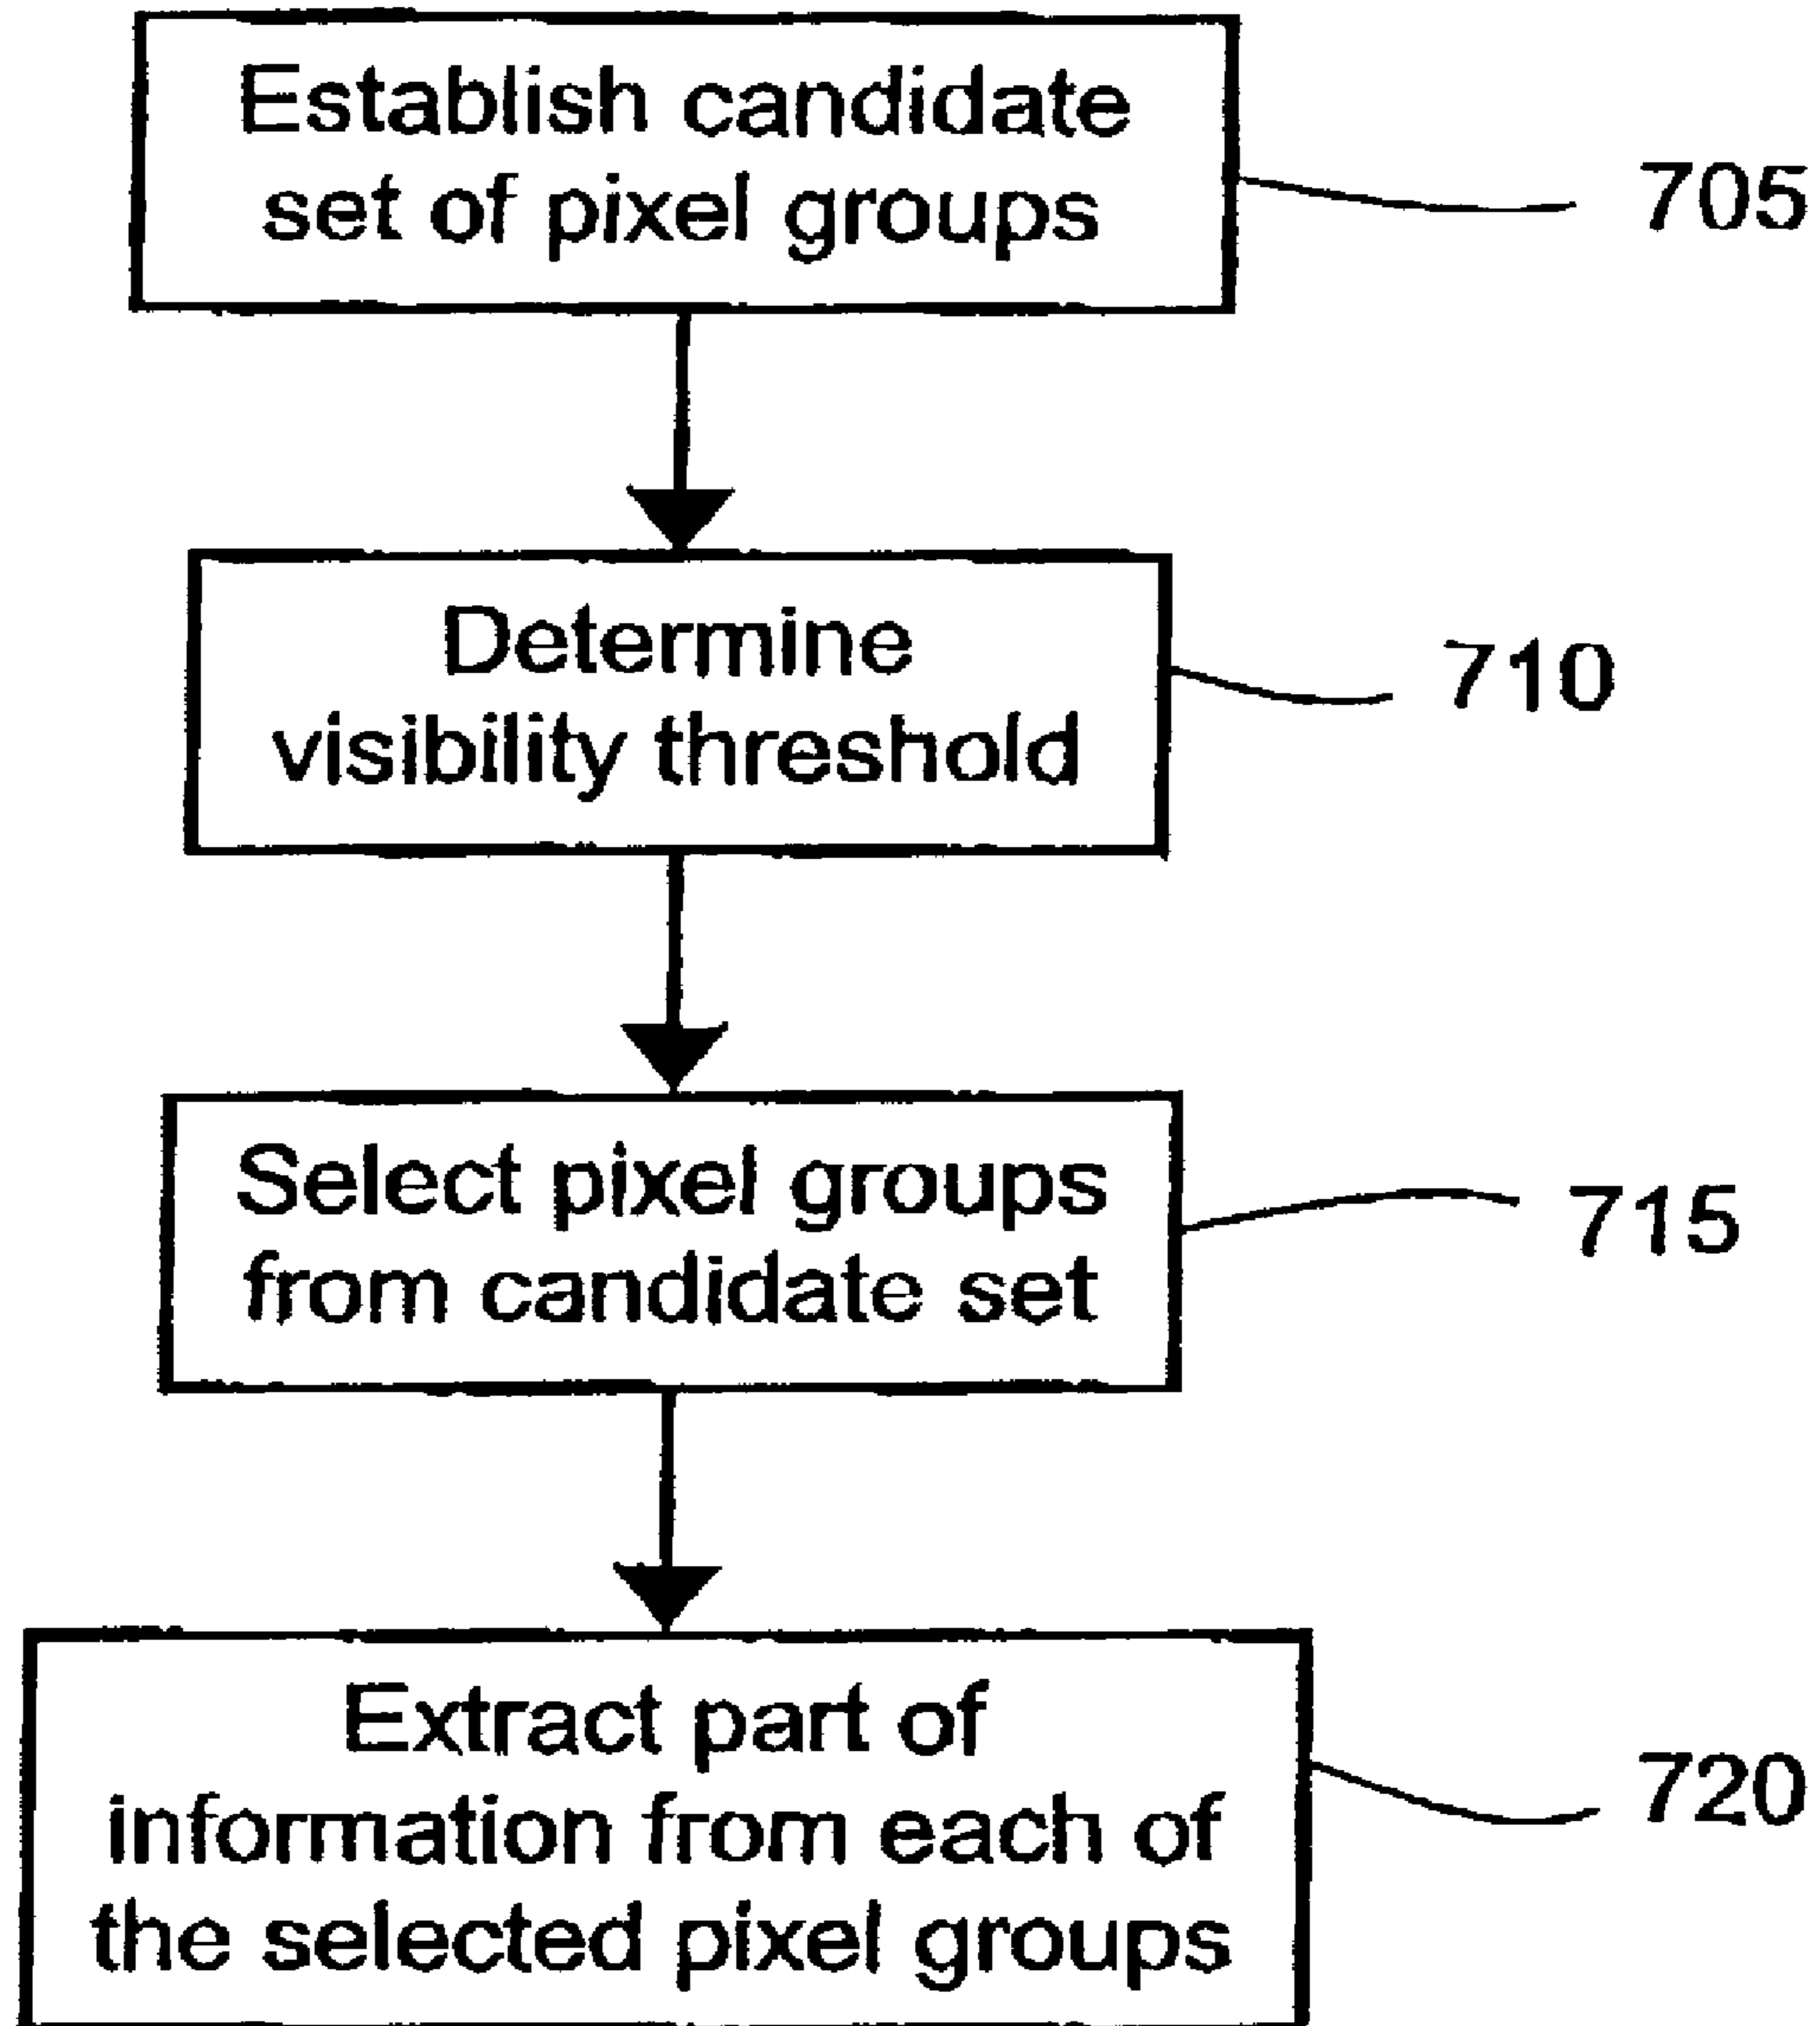 Establish candidate
set of pixel groups
705
Determine
visibility threshold
710
Select pixel groups
from candidate set
715
Extract part of
information from each of
the selected pixel groups
720